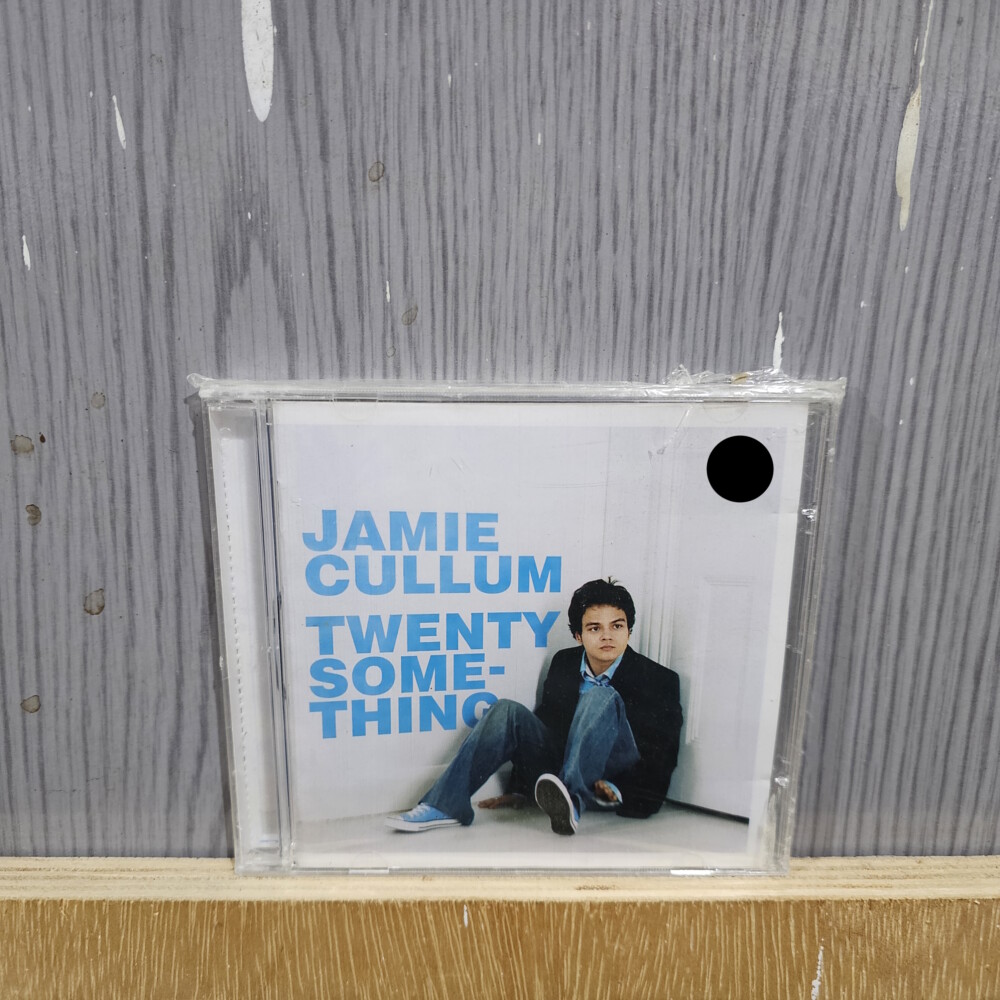 JAMIE
CULLUM
TWENTY
SOME-
THING